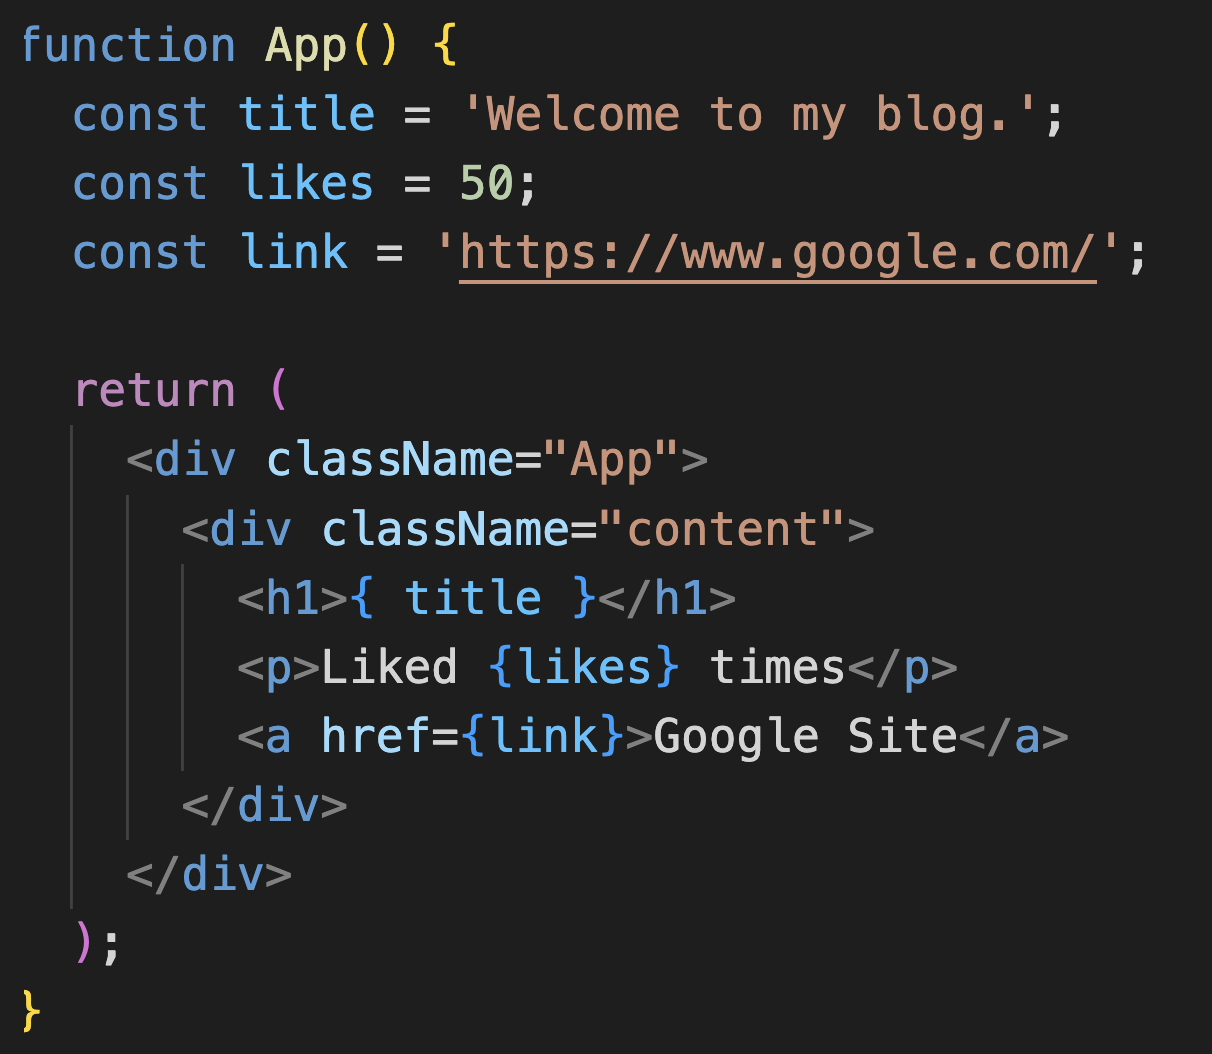 function App() {
  const title = 'Welcome to my blog.';
  const likes = 50;
  const link = 'https://www.google.com/';

  return (
    <div className="App">
      <div className="content">
        <h1>{ title }</h1>
        <p>Liked {likes} times</p>
        <a href={link}>Google Site</a>
      </div>
    </div>
  );
}